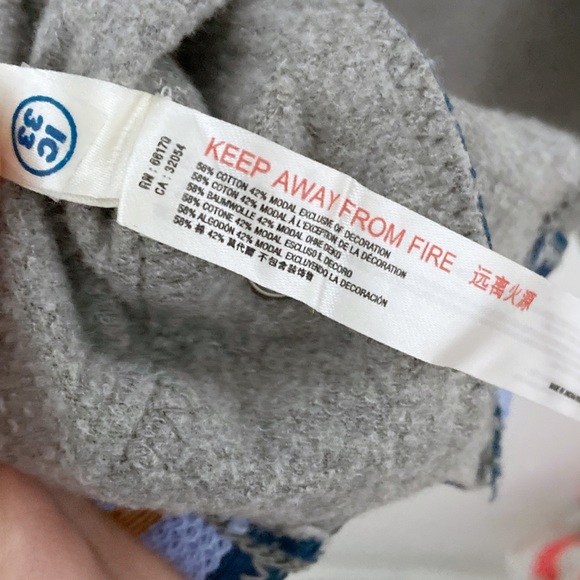 IC
33
RN : 66170
CA : 32054
KEEP AWAY FROM FIRE 远离火源
58% COTTON 42% MODAL EXCLUSIVE OF DECORATION
58% COTON 42% MODAL À L'EXCEPTION DE LA DÉCORATION
58% BAUMWOLLE 42% MODAL OHNE DEKO
58% COTONE 42% MODAL ESCLUSO IL DECORO
58% ALGODÓN 42% MODAL EXCLUYENDO LA DECORACIÓN
58% 棉 42% 莫代爾 不包含装饰物